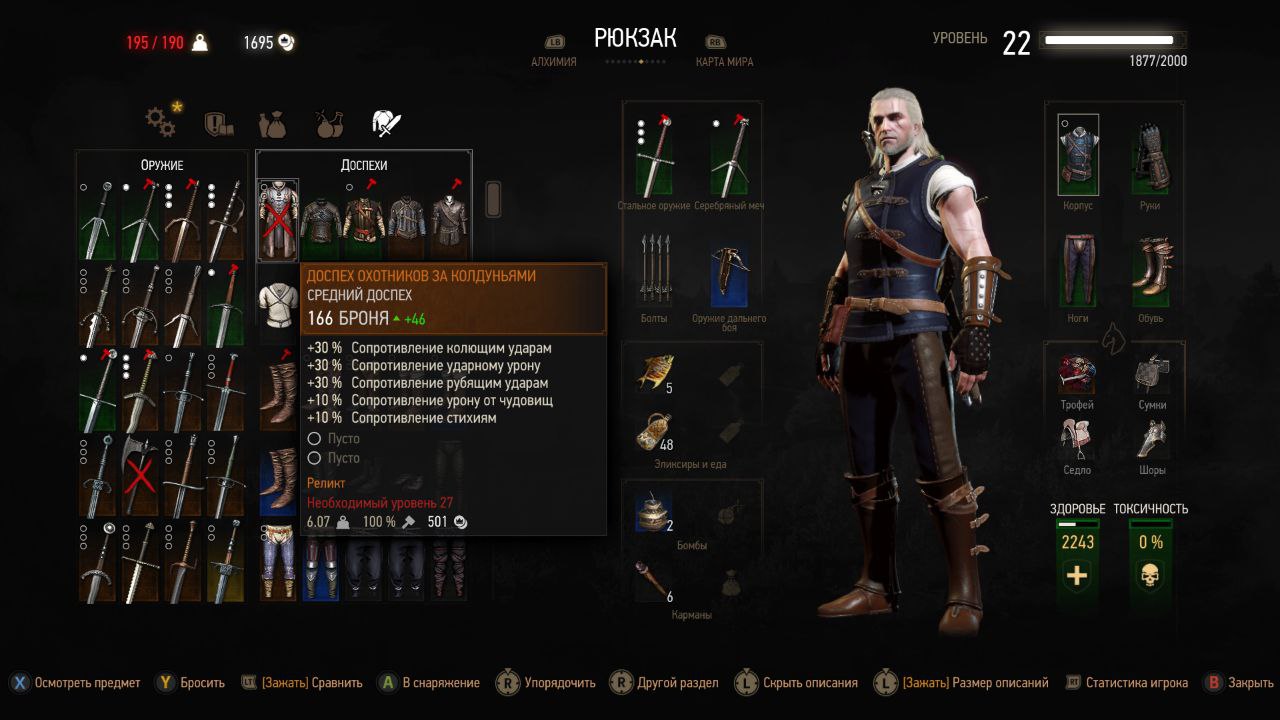 195 / 190
1695
LB
АЛХИМИЯ
РЮКЗАК
RB
КАРТА МИРА
УРОВЕНЬ 22
1877/2000
ОРУЖИЕ
ДОСПЕХИ
ДОСПЕХ ОХОТНИКОВ ЗА КОЛДУНЬЯМИ
СРЕДНИЙ ДОСПЕХ
166 БРОНЯ +46
+30 % Сопротивление колющим ударам
+30 % Сопротивление ударному урону
+30 % Сопротивление рубящим ударам
+10 % Сопротивление урону от чудовищ
+10 % Сопротивление стихиям
Пусто
Пусто
Реликт
Необходимый уровень 27
6.07 100 % 501
Стальное оружие
Серебряный меч
Болты
Оружие дальнего
боя
5
48
Эликсиры и еда
2
Бомбы
6
Карманы
Корпус
Руки
Ноги
Обувь
Трофей
Сумки
Седло
Шоры
ЗДОРОВЬЕ
ТОКСИЧНОСТЬ
2243
0 %
X Осмотреть предмет
Y Бросить
LT [Зажать] Сравнить
A В снаряжение
R Упорядочить
R Другой раздел
L Скрыть описания
L [Зажать] Размер описаний
RT Статистика игрока
B Закрыть